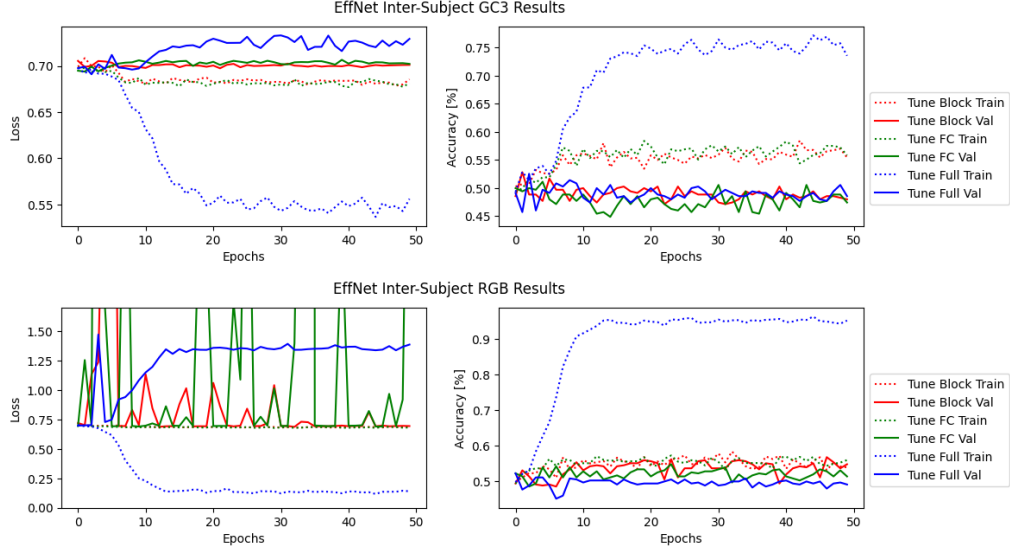 EffNet Inter-Subject GC3 Results
Loss
0.70
0.65
0.60
0.55
0
10
20
30
40
50
Epochs
Accuracy [%]
0.75
0.70
0.65
0.60
0.55
0.50
0.45
0
10
20
30
40
50
Epochs
Tune Block Train
Tune Block Val
Tune FC Train
Tune FC Val
Tune Full Train
Tune Full Val
EffNet Inter-Subject RGB Results
Loss
1.50
1.25
1.00
0.75
0.50
0.25
0.00
0
10
20
30
40
50
Epochs
Accuracy [%]
0.9
0.8
0.7
0.6
0.5
0
10
20
30
40
50
Epochs
Tune Block Train
Tune Block Val
Tune FC Train
Tune FC Val
Tune Full Train
Tune Full Val